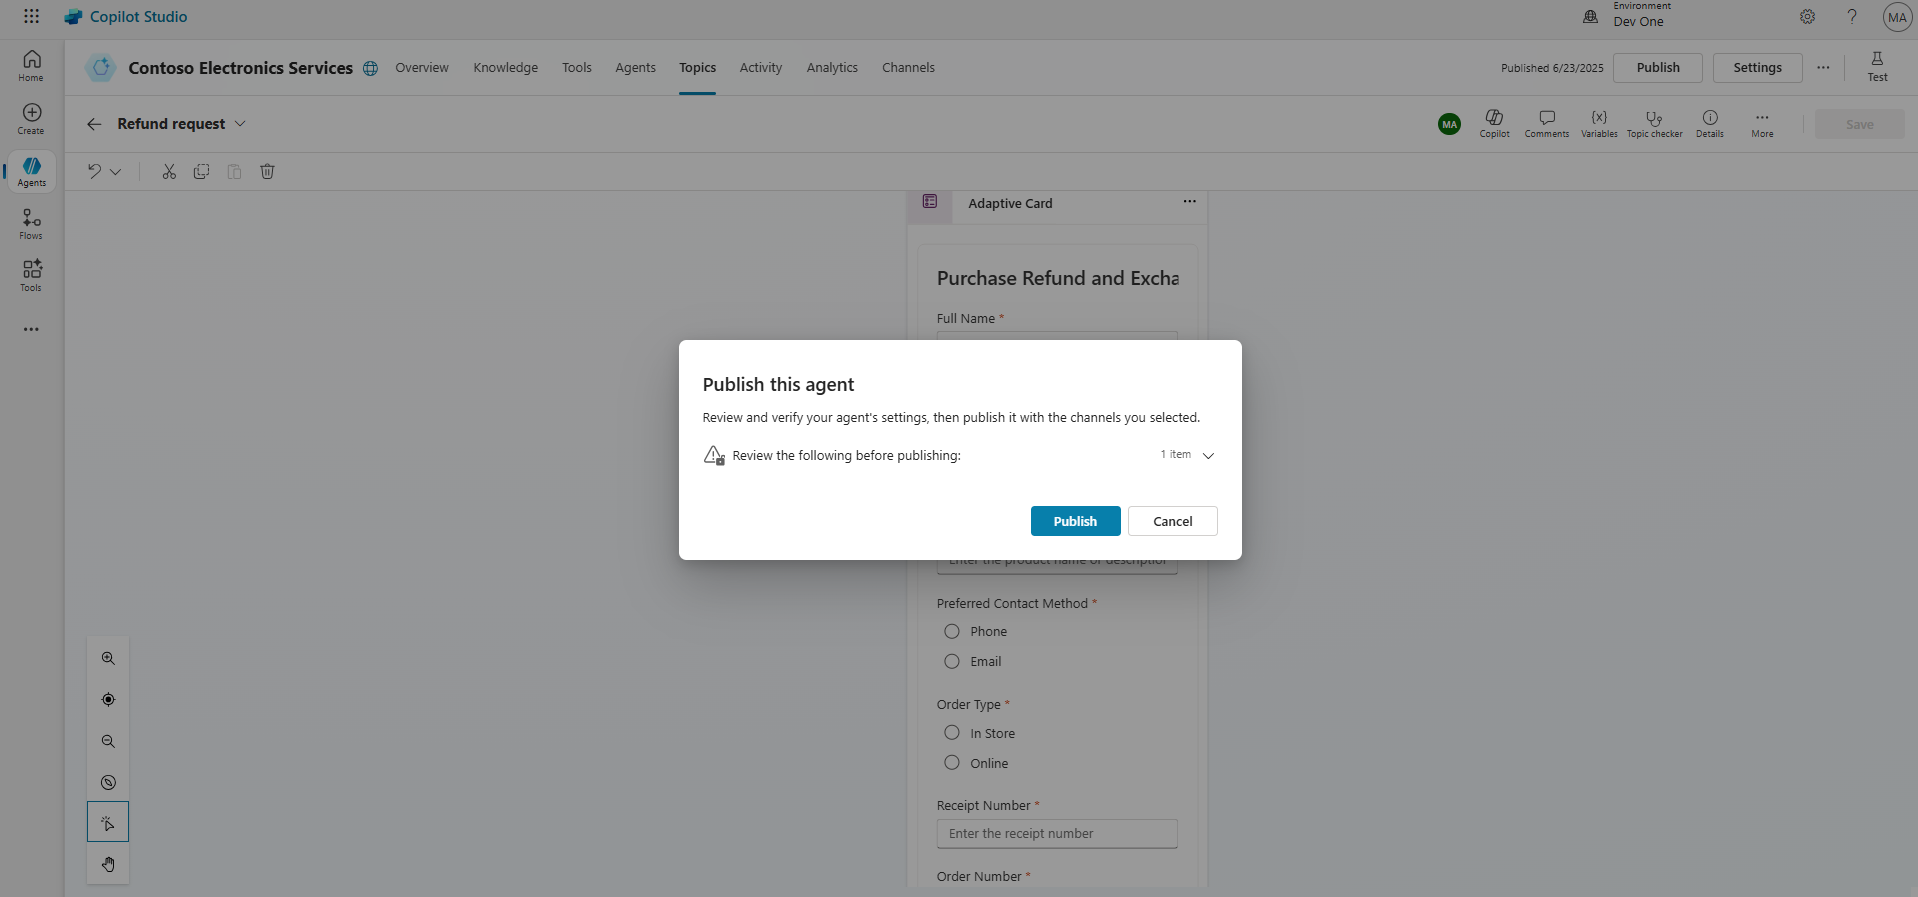 Copilot Studio
Environment
Dev One
MA
Home
Create
Agents
Flows
Tools
Contoso Electronics Services
Overview
Knowledge
Tools
Agents
Topics
Activity
Analytics
Channels
Published 6/23/2025
Publish
Settings
Test
Refund request
MA
Copilot
Comments
Variables
Topic checker
Details
More
Save
Adaptive Card
Purchase Refund and Excha
Full Name *
Publish this agent
Review and verify your agent's settings, then publish it with the channels you selected.
Review the following before publishing:
1 item
Publish
Cancel
Enter the product name or description
Preferred Contact Method *
Phone
Email
Order Type *
In Store
Online
Receipt Number *
Enter the receipt number
Order Number *